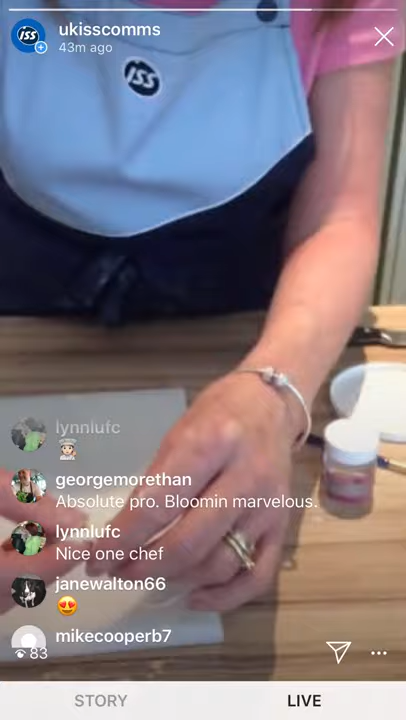 ISS
ukisscomms
43m ago
ISS
lynnlufc
georgemorethan
Absolute pro. Bloomin marvelous.
lynnlufc
Nice one chef
janewalton66
mikecooperb7
83
STORY
LIVE